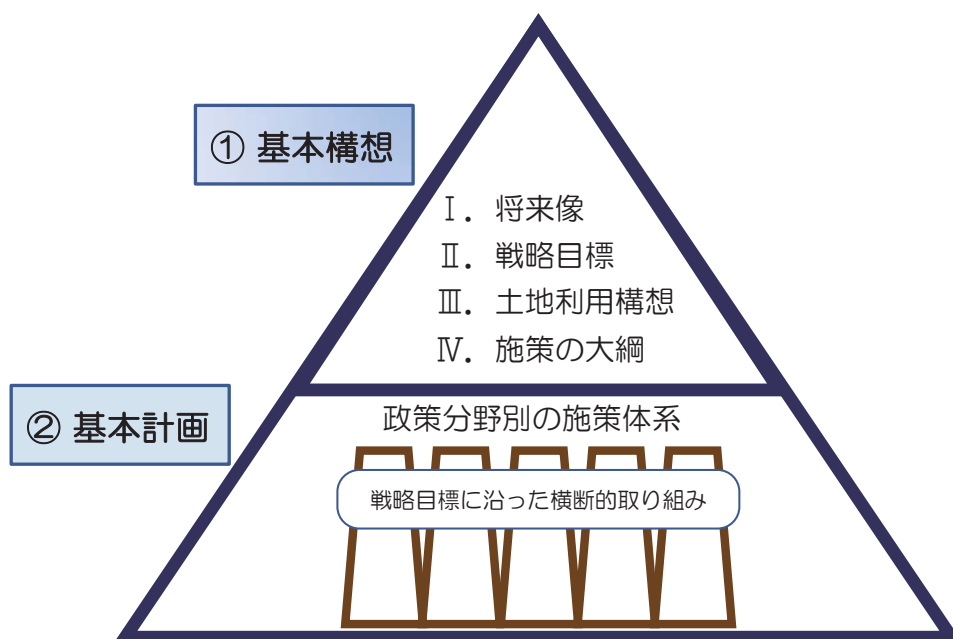 ① 基本構想
Ⅰ．将来像
Ⅱ．戦略目標
Ⅲ．土地利用構想
Ⅳ．施策の大綱
② 基本計画
政策分野別の施策体系
戦略目標に沿った横断的取り組み